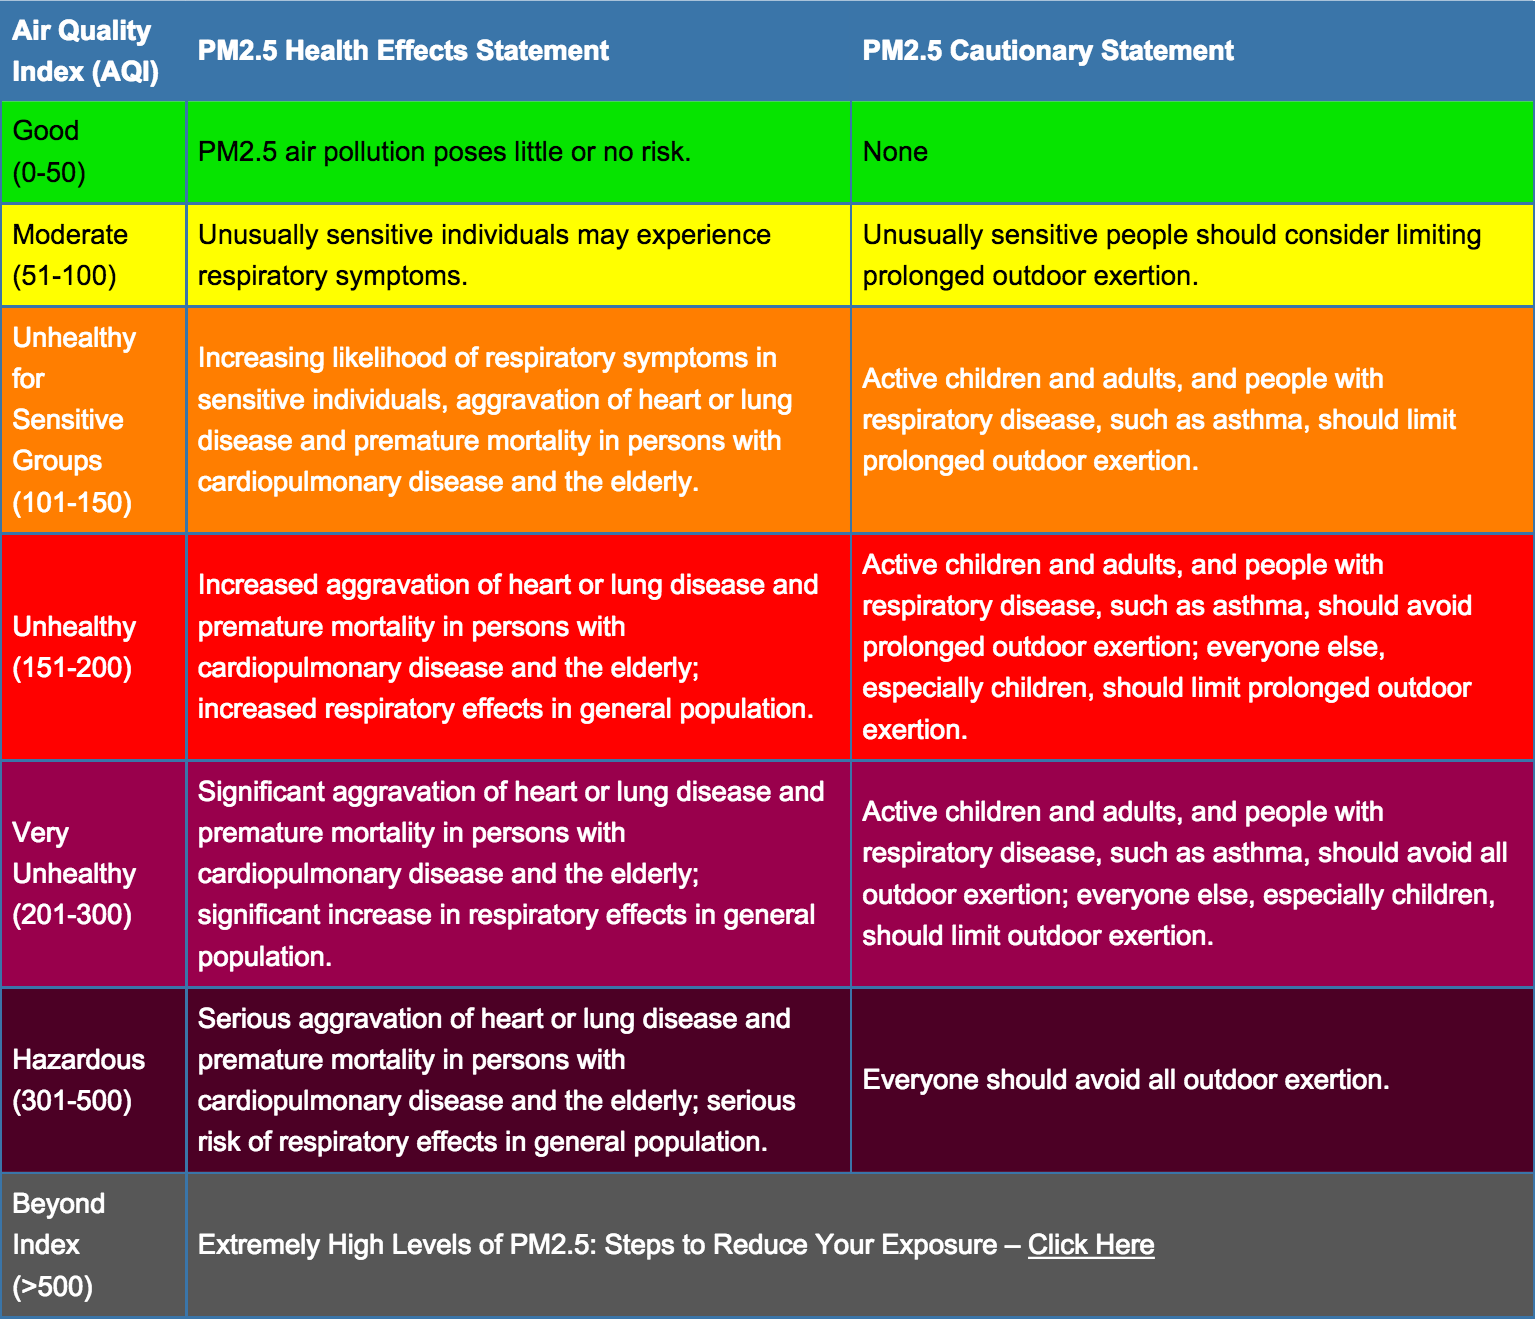 Air Quality
Index (AQI)
PM2.5 Health Effects Statement
PM2.5 Cautionary Statement
Good
(0-50)
PM2.5 air pollution poses little or no risk.
None
Moderate
(51-100)
Unusually sensitive individuals may experience
respiratory symptoms.
Unusually sensitive people should consider limiting
prolonged outdoor exertion.
Unhealthy
for
Sensitive
Groups
(101-150)
Increasing likelihood of respiratory symptoms in
sensitive individuals, aggravation of heart or lung
disease and premature mortality in persons with
cardiopulmonary disease and the elderly.
Active children and adults, and people with
respiratory disease, such as asthma, should limit
prolonged outdoor exertion.
Unhealthy
(151-200)
Increased aggravation of heart or lung disease and
premature mortality in persons with
cardiopulmonary disease and the elderly;
increased respiratory effects in general population.
Active children and adults, and people with
respiratory disease, such as asthma, should avoid
prolonged outdoor exertion; everyone else,
especially children, should limit prolonged outdoor
exertion.
Very
Unhealthy
(201-300)
Significant aggravation of heart or lung disease and
premature mortality in persons with
cardiopulmonary disease and the elderly;
significant increase in respiratory effects in general
population.
Active children and adults, and people with
respiratory disease, such as asthma, should avoid all
outdoor exertion; everyone else, especially children,
should limit outdoor exertion.
Hazardous
(301-500)
Serious aggravation of heart or lung disease and
premature mortality in persons with
cardiopulmonary disease and the elderly; serious
risk of respiratory effects in general population.
Everyone should avoid all outdoor exertion.
Beyond
Index
(>500)
Extremely High Levels of PM2.5: Steps to Reduce Your Exposure – Click Here